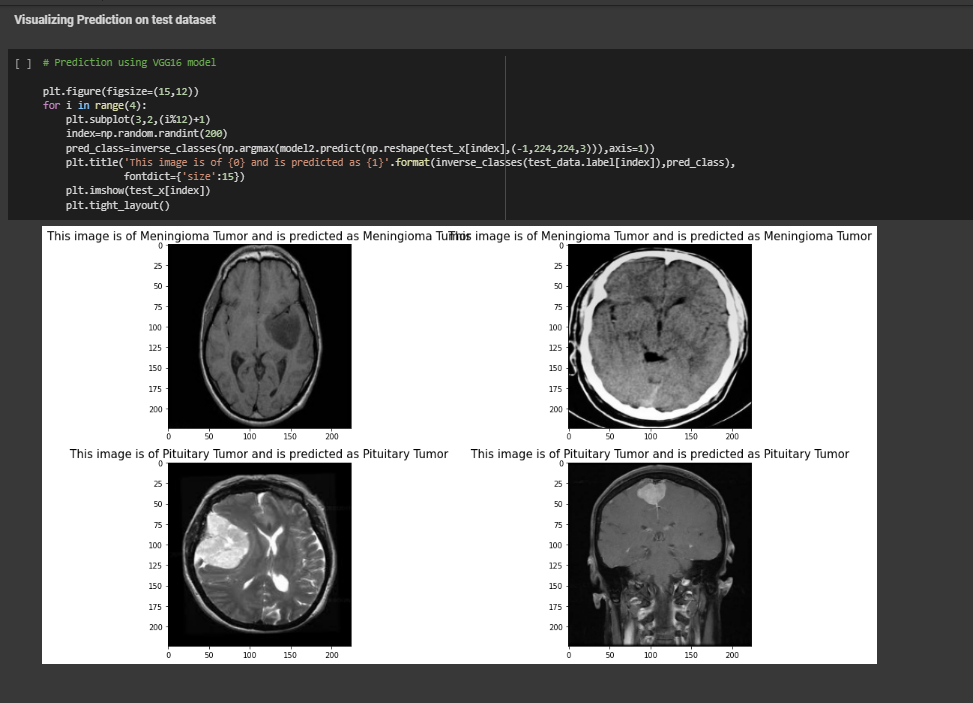 Visualizing Prediction on test dataset
[ ] # Prediction using VGG16 model
plt.figure(figsize=(15,12))
for i in range(4):
plt.subplot(3,2,(i%12)+1)
index=np.random.randint(200)
pred_class=inverse_classes(np.argmax(model2.predict(np.reshape(test_x[index],(-1,224,224,3))),axis=1))
plt.title('This image is of {0} and is predicted as {1}'.format(inverse_classes(test_data.label[index]),pred_class),
fontdict={'size':15})
plt.imshow(test_x[index])
plt.tight_layout()
This image is of Meningioma Tumor and is predicted as Meningioma Tumor
0
25
50
75
100
125
150
175
200
0 50 100 150 200
This image is of Meningioma Tumor and is predicted as Meningioma Tumor
0
25
50
75
100
125
150
175
200
0 50 100 150 200
This image is of Pituitary Tumor and is predicted as Pituitary Tumor
0
25
50
75
100
125
150
175
200
0 50 100 150 200
This image is of Pituitary Tumor and is predicted as Pituitary Tumor
0
25
50
75
100
125
150
175
200
0 50 100 150 200